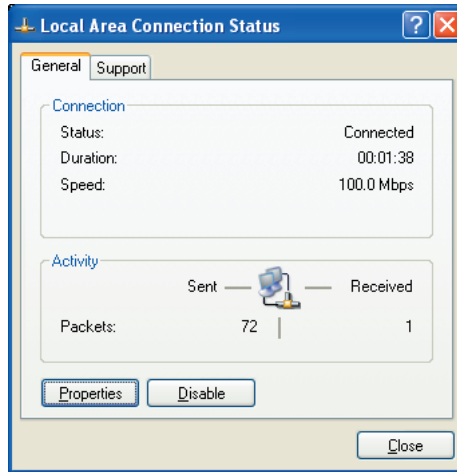 Local Area Connection Status
General Support
Connection
Status: Connected
Duration: 00:01:38
Speed: 100.0 Mbps
Activity
Sent Received
Packets: 72 1
Properties Disable
Close